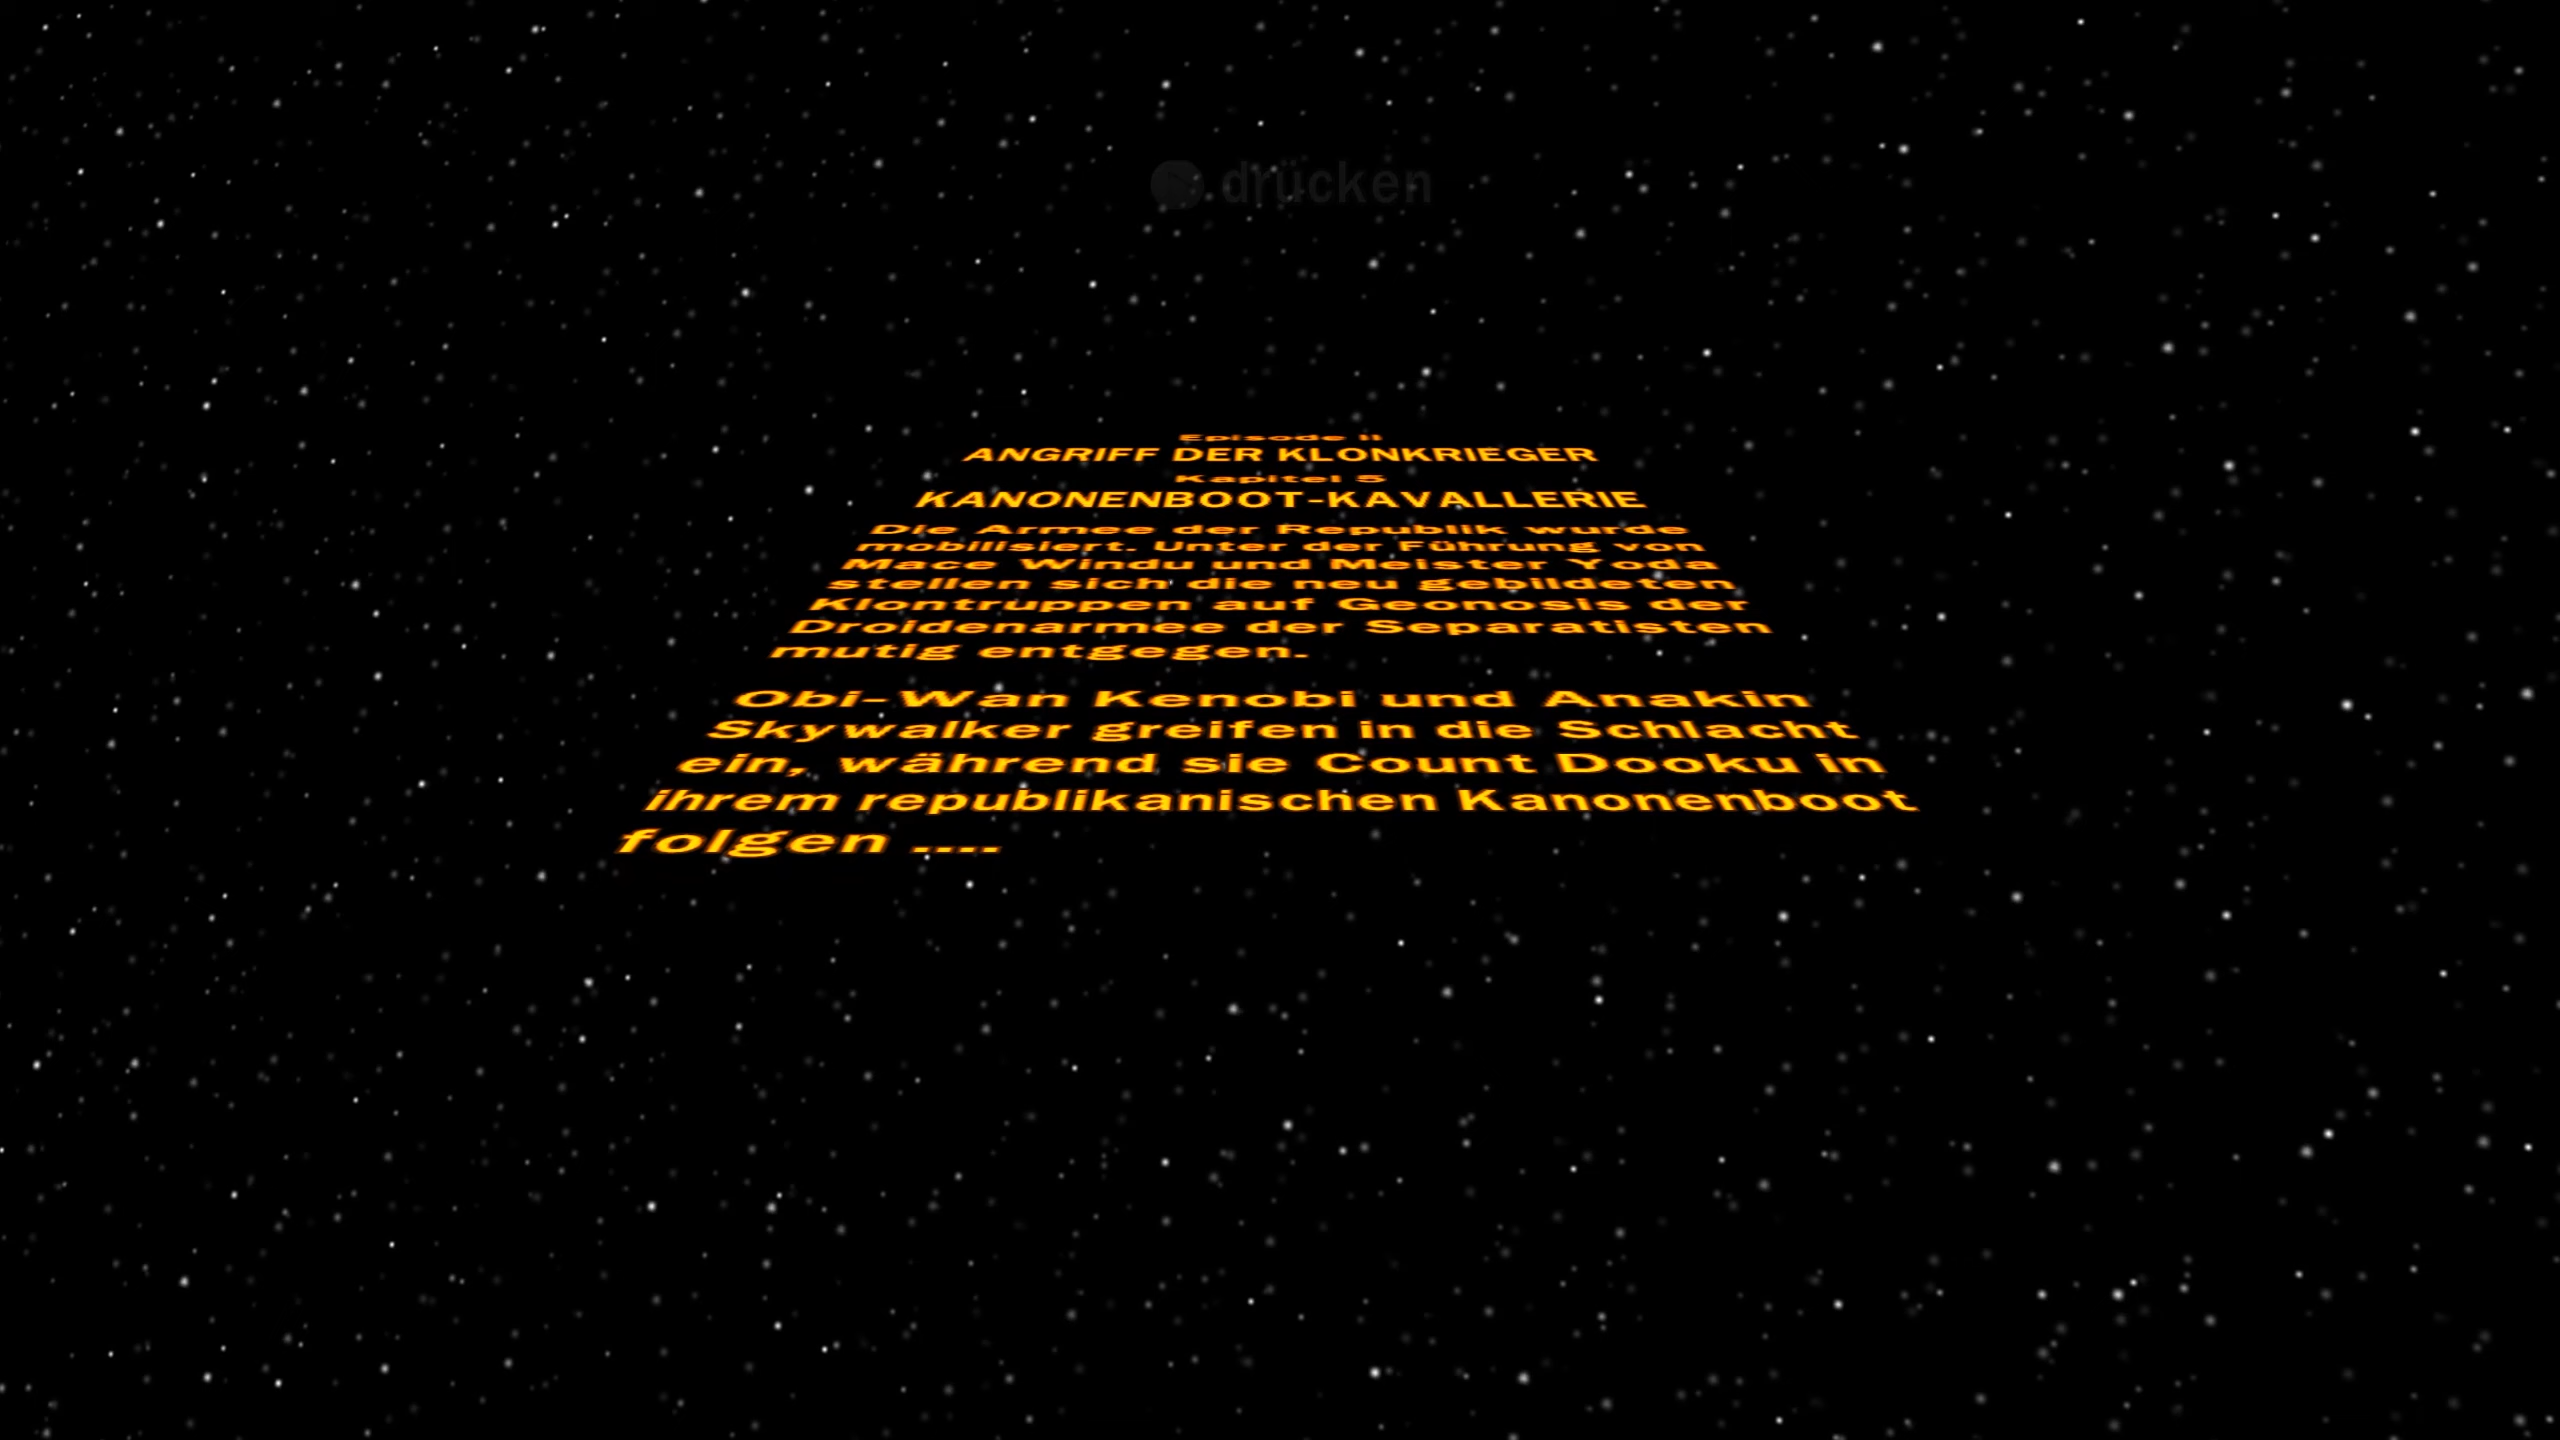 drücken
Episode II
ANGRIFF DER KLONKRIEGER
Kapitel 5
KANONENBOOT-KAVALLERIE
Die Armee der Republik wurde
mobilisiert. Unter der Führung von
Mace Windu und Meister Yoda
stellen sich die neu gebildeten
Klontruppen auf Geonosis der
Droidenarmee der Separatisten
mutig entgegen.
Obi-Wan Kenobi und Anakin
Skywalker greifen in die Schlacht
ein, während sie Count Dooku in
ihrem republikanischen Kanonenboot
folgen ....